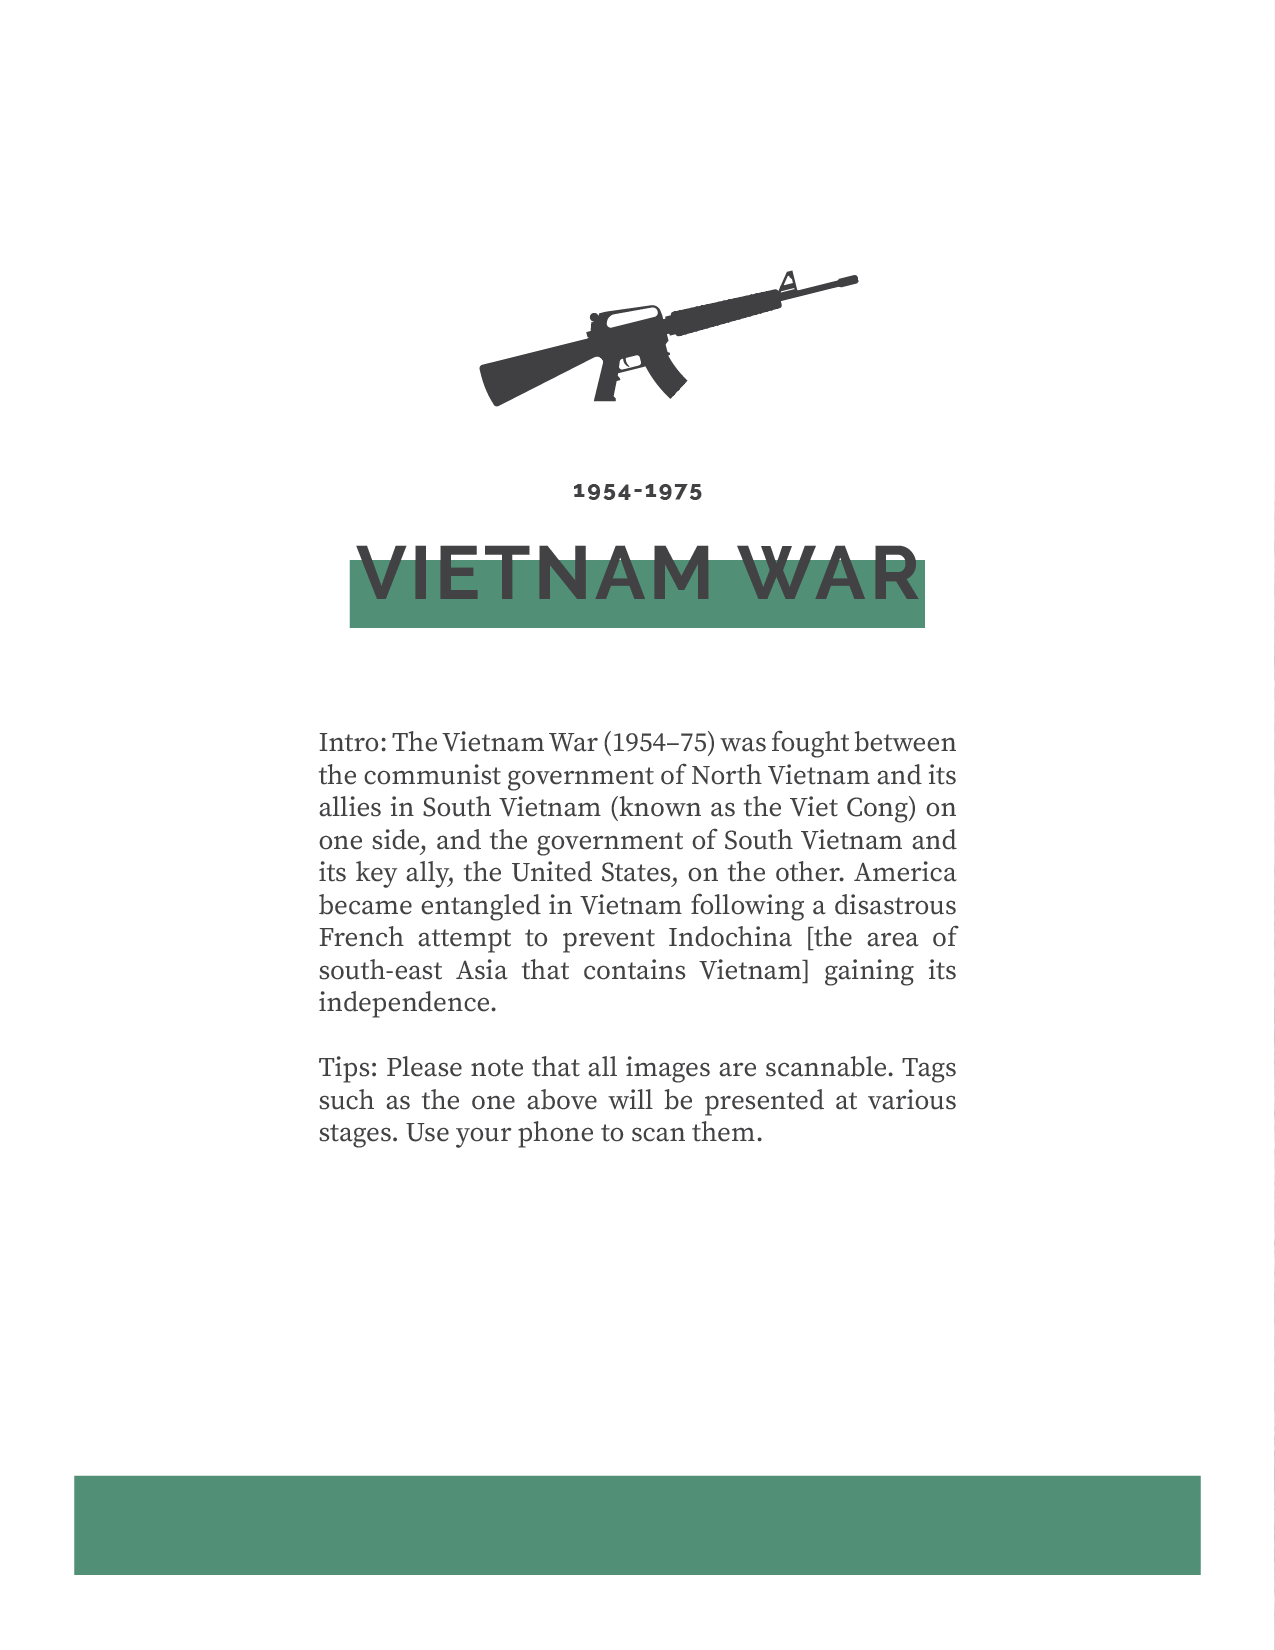 1954-1975
VIETNAM WAR
Intro: The Vietnam War (1954–75) was fought between
the communist government of North Vietnam and its
allies in South Vietnam (known as the Viet Cong) on
one side, and the government of South Vietnam and
its key ally, the United States, on the other. America
became entangled in Vietnam following a disastrous
French attempt to prevent Indochina [the area of
south-east Asia that contains Vietnam] gaining its
independence.
Tips: Please note that all images are scannable. Tags
such as the one above will be presented at various
stages. Use your phone to scan them.